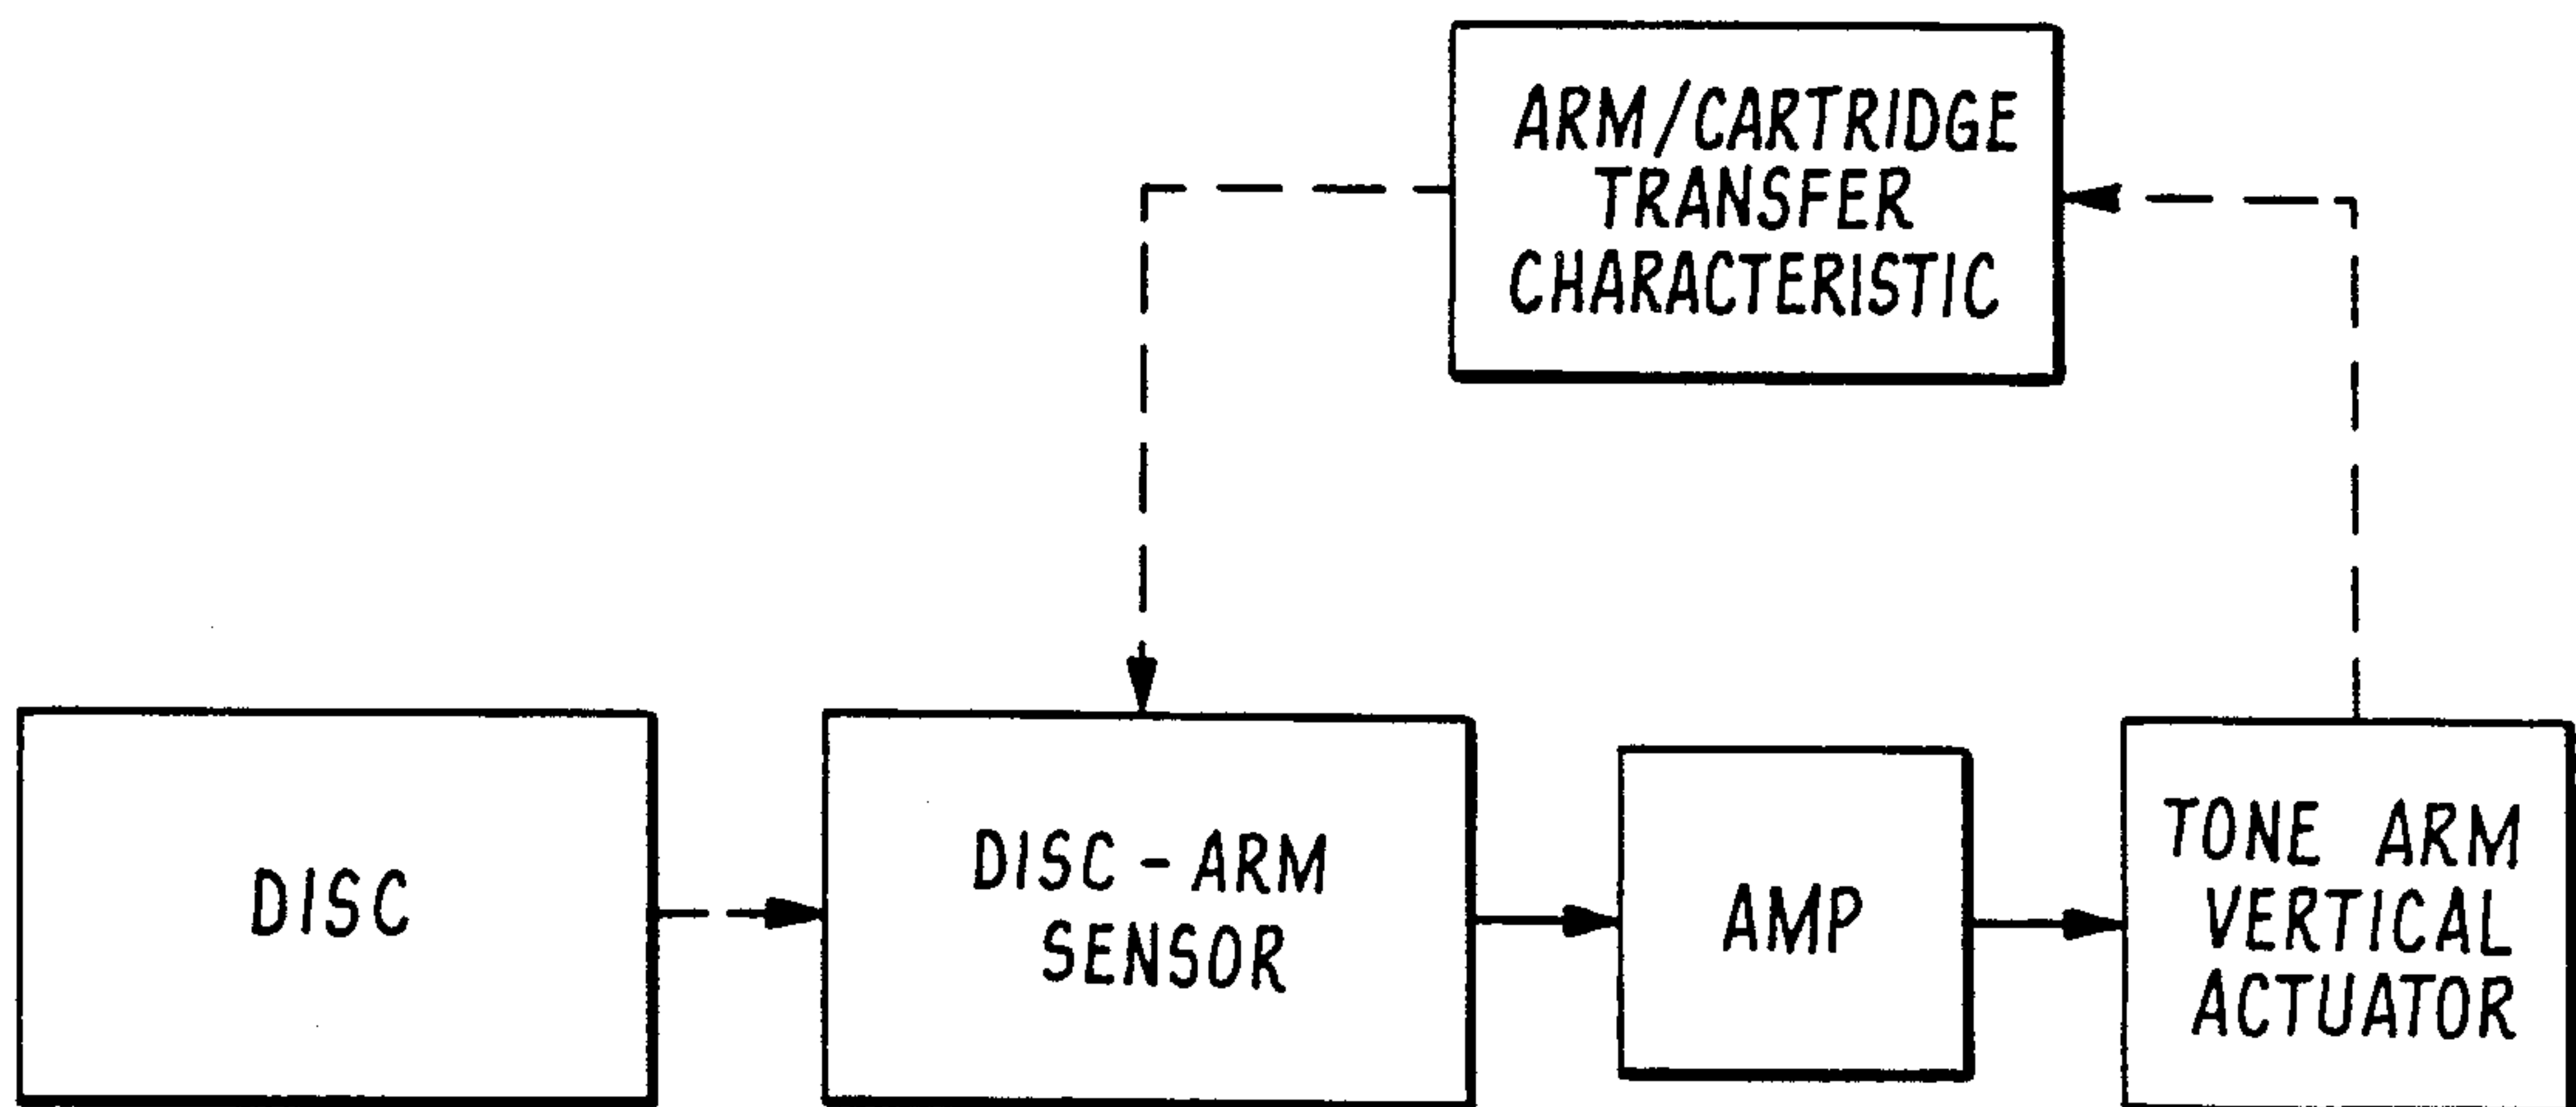 ARM/CARTRIDGE
TRANSFER
CHARACTERISTIC
DISC
DISC - ARM
SENSOR
AMP
TONE ARM
VERTICAL
ACTUATOR